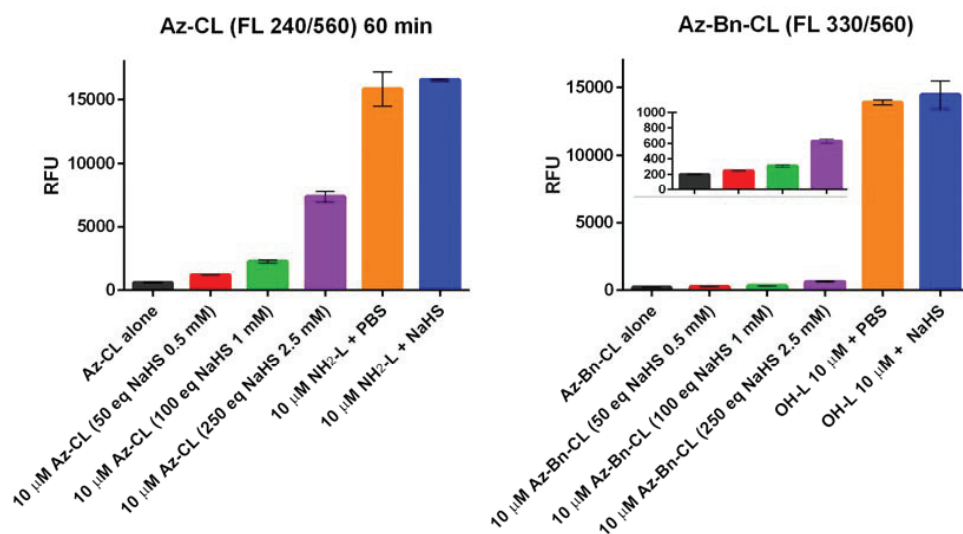 Az-CL (FL 240/560) 60 min
RFU
15000
10000
5000
0
Az-CL alone
10 μM Az-CL (50 eq NaHS 0.5 mM)
10 μM Az-CL (100 eq NaHS 1 mM)
10 μM Az-CL (250 eq NaHS 2.5 mM)
10 μM NH2-L + PBS
10 μM NH2-L + NaHS
Az-Bn-CL (FL 330/560)
RFU
15000
10000
5000
0
1000
800
600
400
200
0
Az-Bn-CL alone
10 μM Az-Bn-CL (50 eq NaHS 0.5 mM)
10 μM Az-Bn-CL (100 eq NaHS 1 mM)
10 μM Az-Bn-CL (250 eq NaHS 2.5 mM)
OH-L 10 μM + PBS
OH-L 10 μM + NaHS